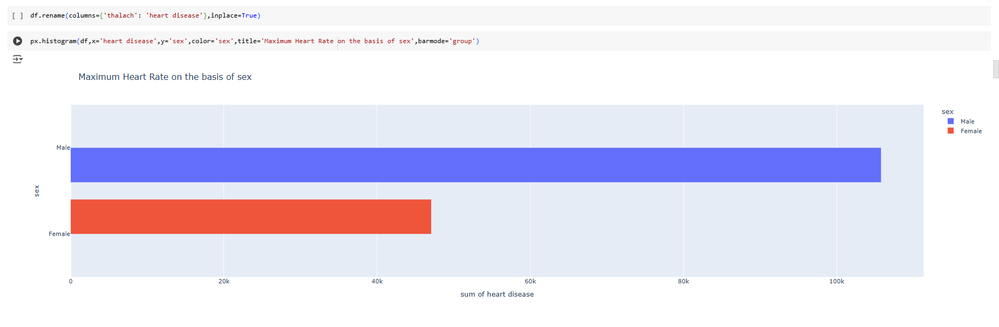 [ ] df.rename(columns={'thalach': 'heart disease'},inplace=True)
px.histogram(df,x='heart disease',y='sex',color='sex',title='Maximum Heart Rate on the basis of sex',barmode='group')
Maximum Heart Rate on the basis of sex
sex
Male
Female
Male
Female
sex
0 20k 40k 60k 80k 100k
sum of heart disease